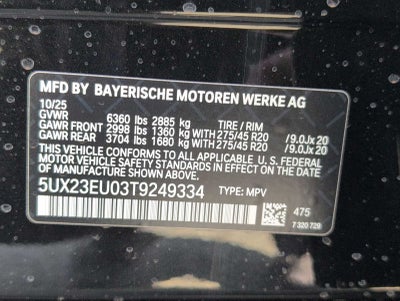 MFD BY BAYERISCHE MOTOREN WERKE AG
10/25
GVWR 6360 lbs 2885 kg TIRE / RIM
GAWR FRONT 2998 lbs 1360 kg WITH 275/45 R20 /9.0Jx 20
GAWR REAR 3704 lbs 1680 kg WITH 275/45 R20 /9.0Jx 20
THIS VEHICLE CONFORMS TO ALL APPLICABLE
FEDERAL MOTOR VEHICLE SAFETY STANDARDS
IN EFFECT ON THE DATE OF MANUFACTURE SHOWN ABOVE.
5UX23EU03T9249334 TYPE: MPV
475
7 320 729